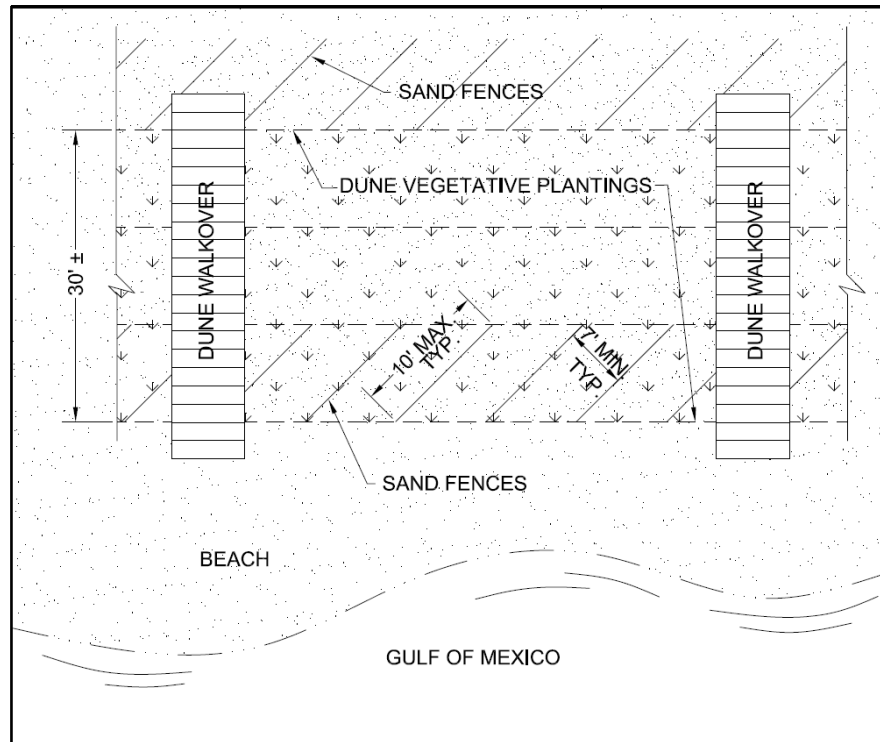 SAND FENCES
DUNE VEGETATIVE PLANTINGS
DUNE WALKOVER
DUNE WALKOVER
30' ±
10' MAX
TYP.
7' MIN
TYP.
SAND FENCES
BEACH
GULF OF MEXICO